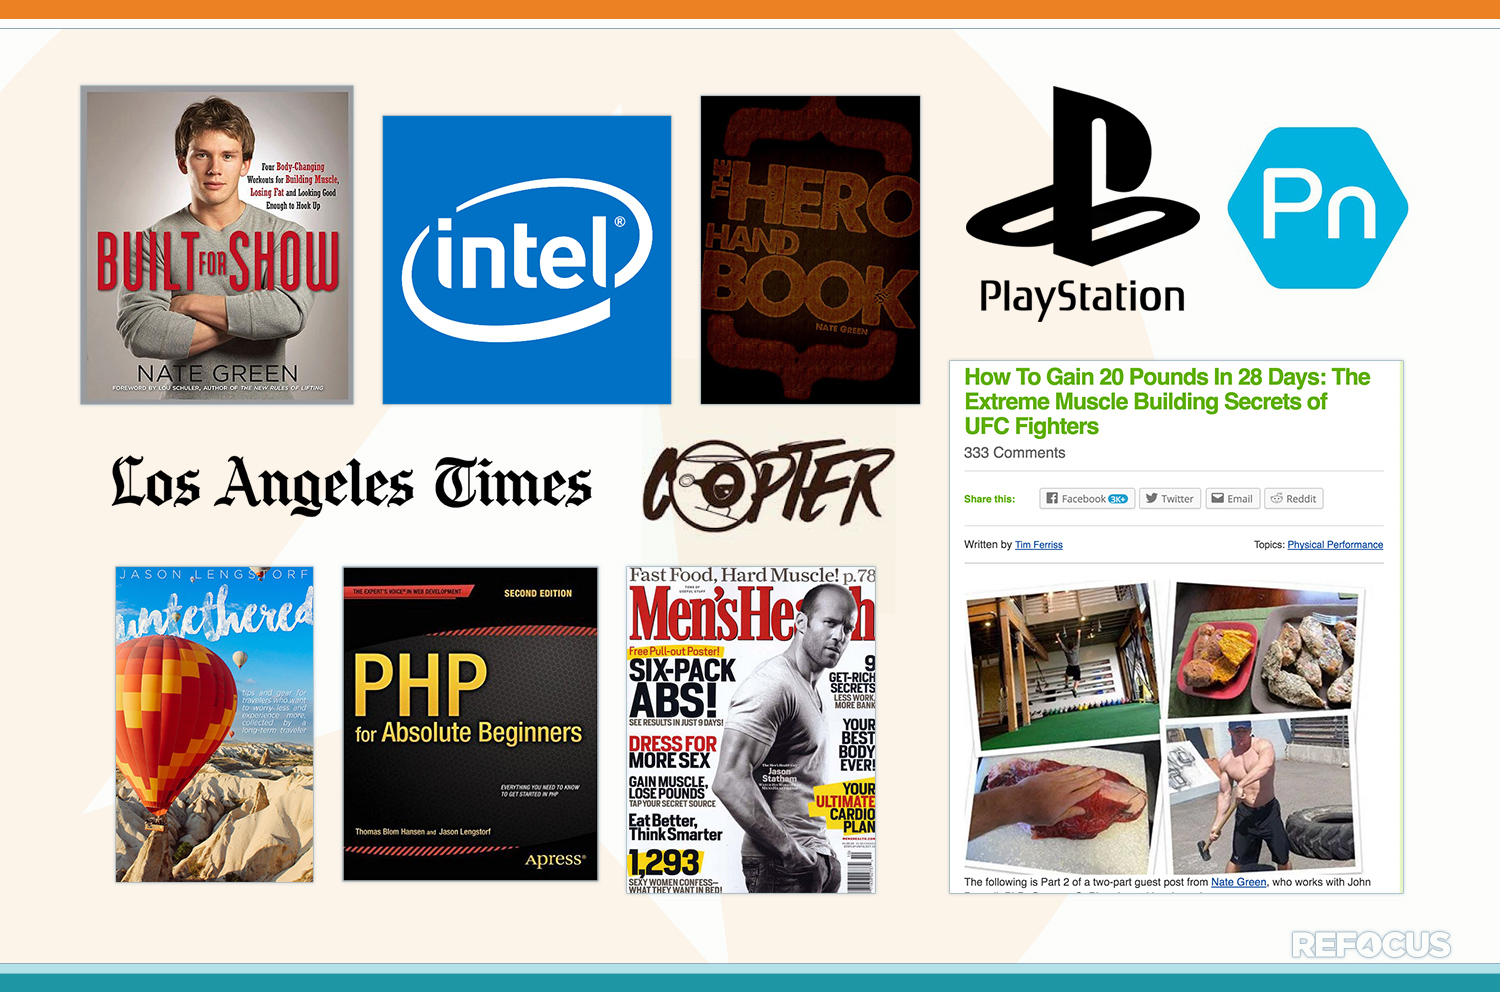 Four Body-Changing
Workouts for Building Muscle,
Losing Fat and Looking Good
Enough to Hook Up
BUILT FOR SHOW
NATE GREEN
FOREWORD BY LOU SCHULER, AUTHOR OF THE NEW RULES OF LIFTING
intel®
THE HERO
HAND
BOOK
NATE GREEN
PlayStation
Pn
How To Gain 20 Pounds In 28 Days: The
Extreme Muscle Building Secrets of
UFC Fighters
333 Comments
Share this: Facebook 3K+ Twitter Email Reddit
Written by Tim Ferriss Topics: Physical Performance
The following is Part 2 of a two-part guest post from Nate Green, who works with John
Los Angeles Times
COPTER
JASON LENGSTORF
untethered
tips and gear for
travelers who want
to worry less and
experience more,
collected by a
long-term traveler
THE EXPERT'S VOICE® IN WEB DEVELOPMENT
SECOND EDITION
PHP
for Absolute Beginners
EVERYTHING YOU NEED TO KNOW
TO GET STARTED IN PHP
Thomas Blom Hansen and Jason Lengstorf
Apress®
Fast Food, Hard Muscle! p.78
TONS OF
USEFUL STUFF
Men'sHe h
Free Pull-out Poster!
SIX-PACK
ABS!
SEE RESULTS IN JUST 9 DAYS!
DRESS FOR
MORE SEX
GAIN MUSCLE,
LOSE POUNDS
TAP YOUR SECRET SOURCE
Eat Better,
Think Smarter
1,293
SEXY WOMEN CONFESS—
WHAT THEY WANT IN BED!
Jason
Statham
9
GET-RICH
SECRETS
LESS WORK,
MORE BANK
YOUR
BEST
BODY
EVER!
YOUR
ULTIMATE
CARDIO
PLAN
MENSHEALTH.COM
REFOCUS